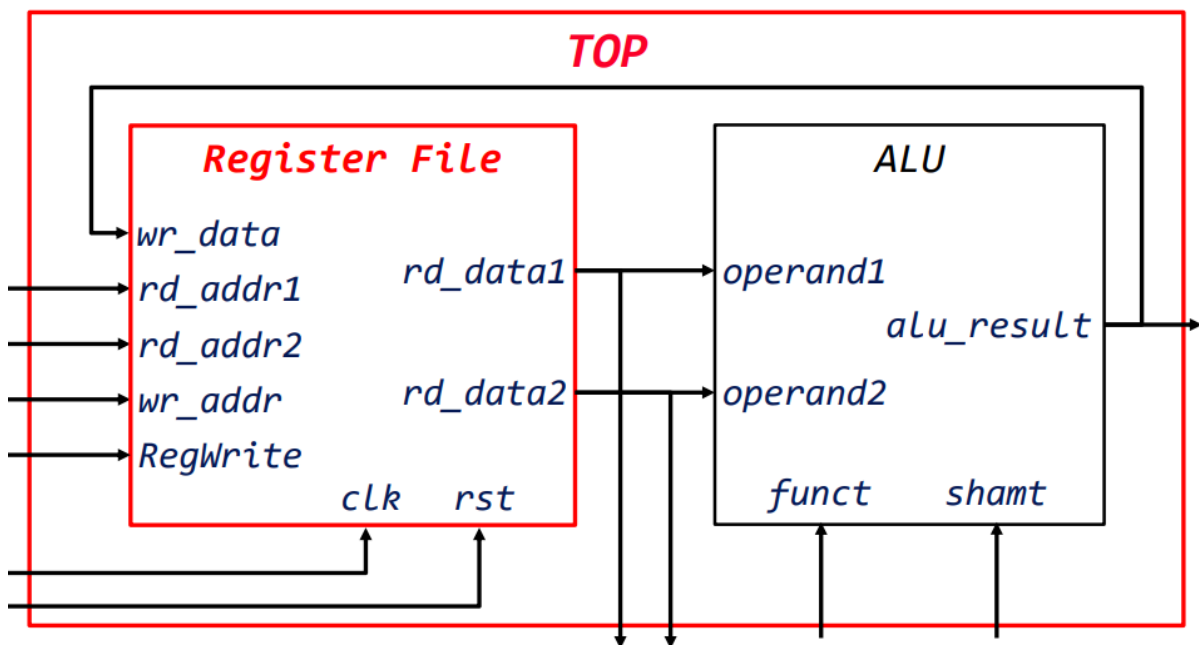 TOP
Register File
wr_data
rd_addr1
rd_addr2
wr_addr
RegWrite
rd_data1
rd_data2
clk rst
ALU
operand1
operand2
alu_result
funct shamt